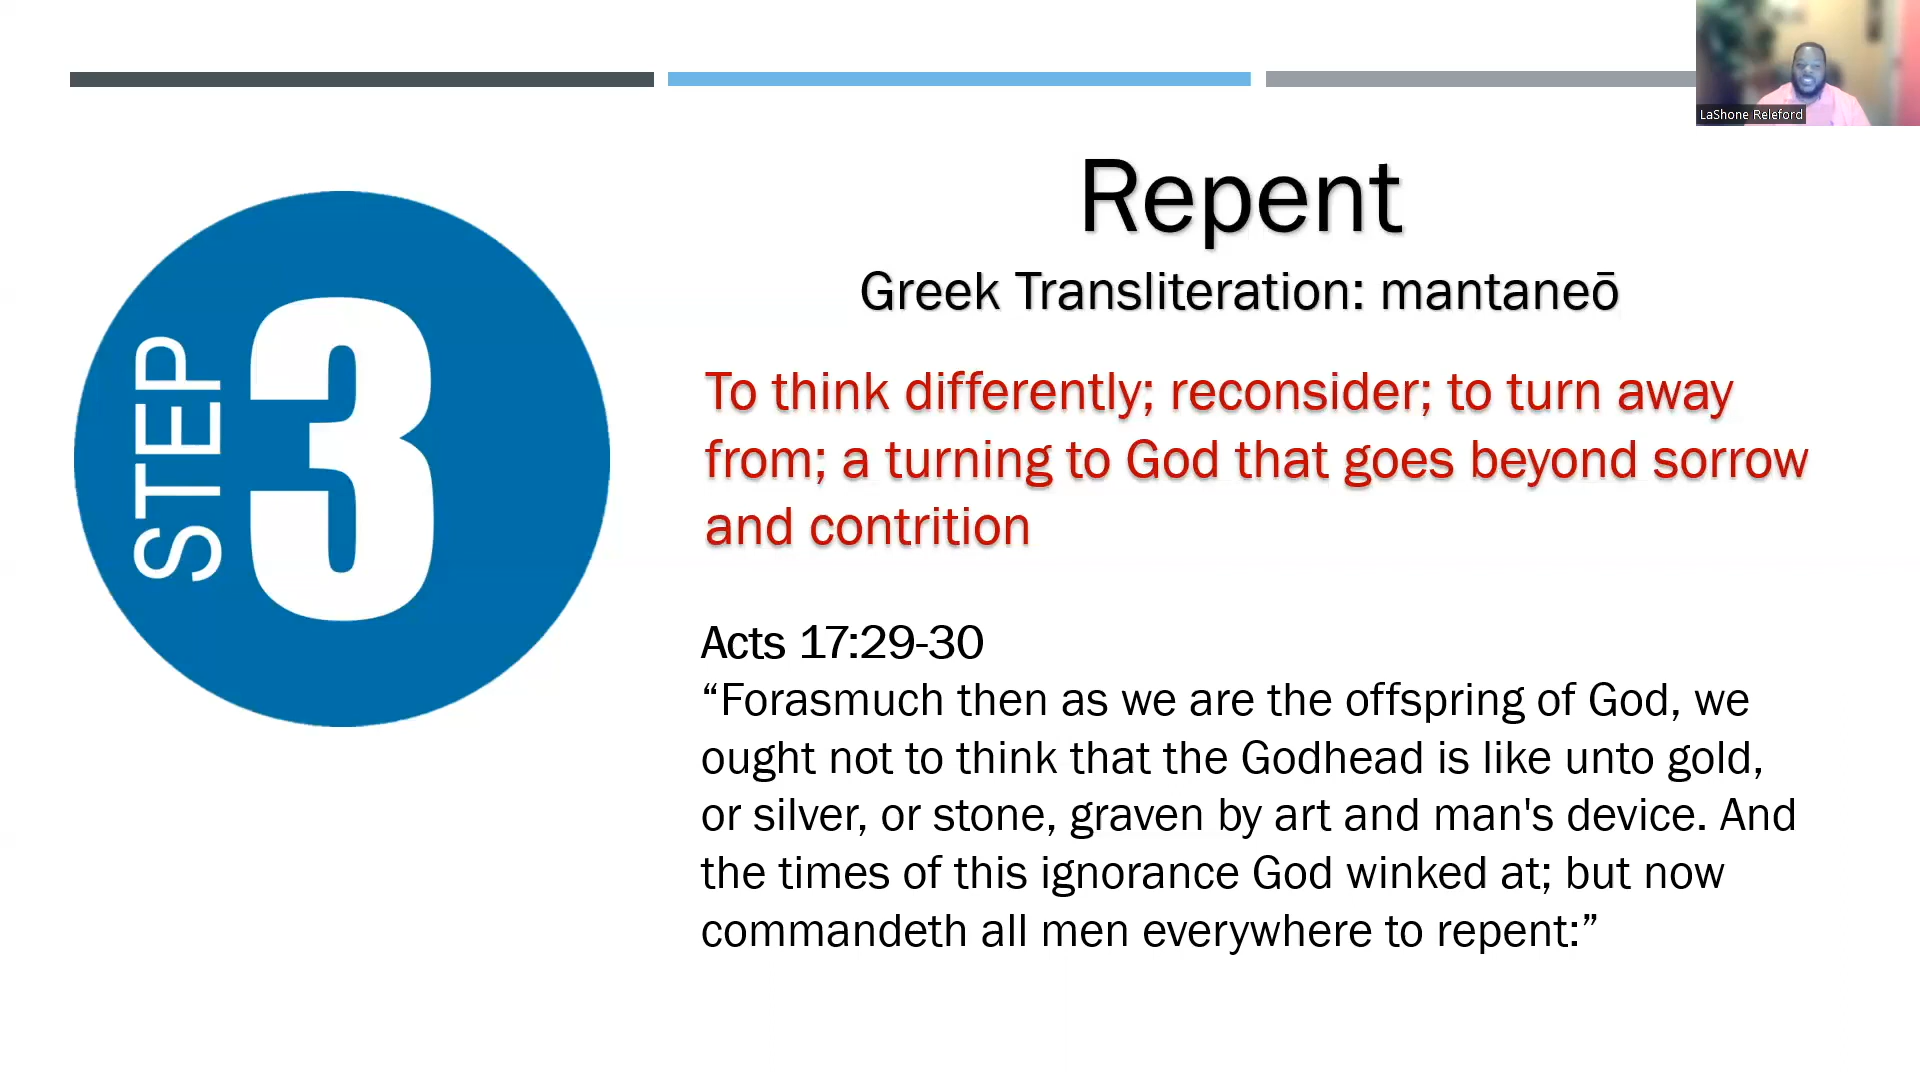 LaShone Releford
STEP
3
Repent
Greek Transliteration: mantaneō
To think differently; reconsider; to turn away
from; a turning to God that goes beyond sorrow
and contrition
Acts 17:29-30
“Forasmuch then as we are the offspring of God, we
ought not to think that the Godhead is like unto gold,
or silver, or stone, graven by art and man's device. And
the times of this ignorance God winked at; but now
commandeth all men everywhere to repent:”